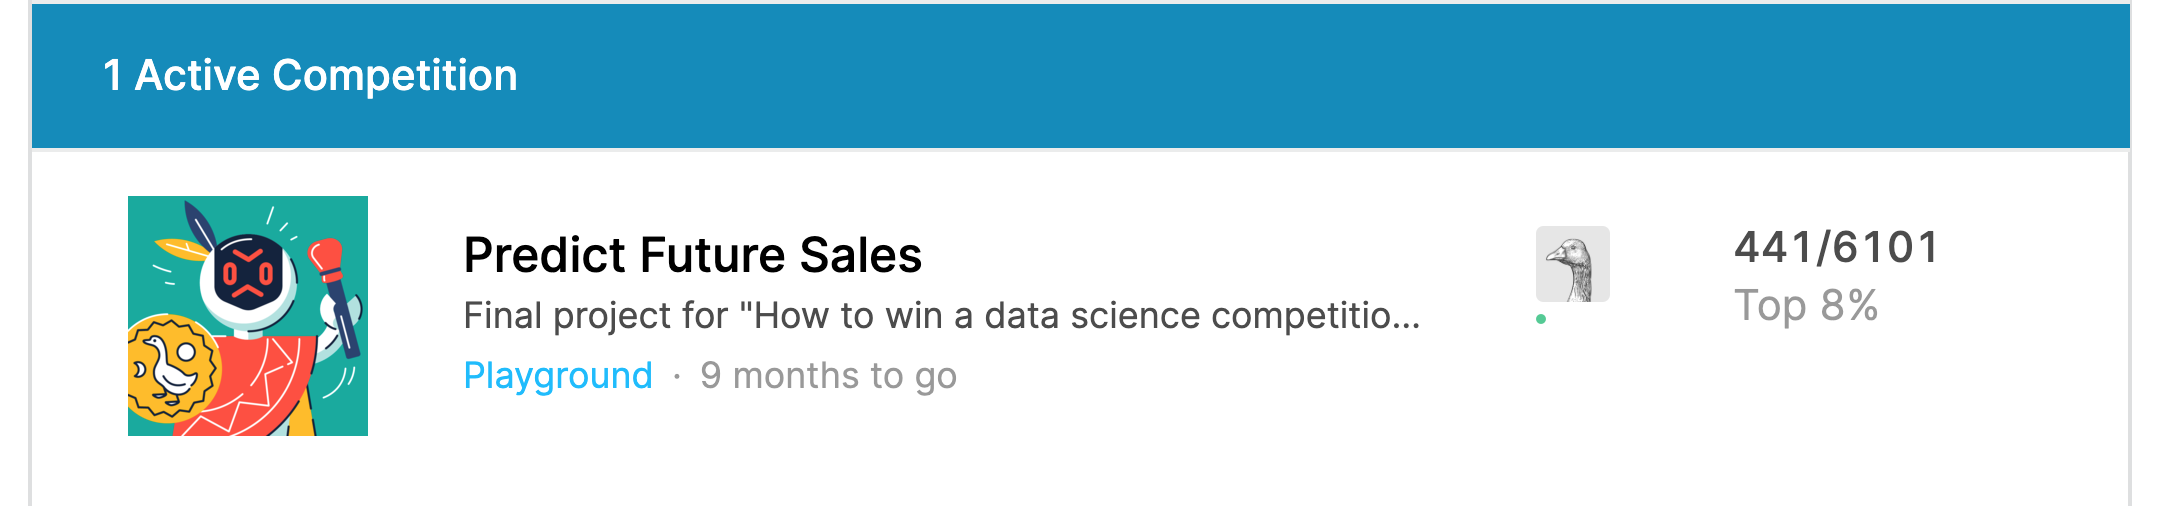 1 Active Competition
Predict Future Sales
Final project for "How to win a data science competitio...
Playground · 9 months to go
441/6101
Top 8%